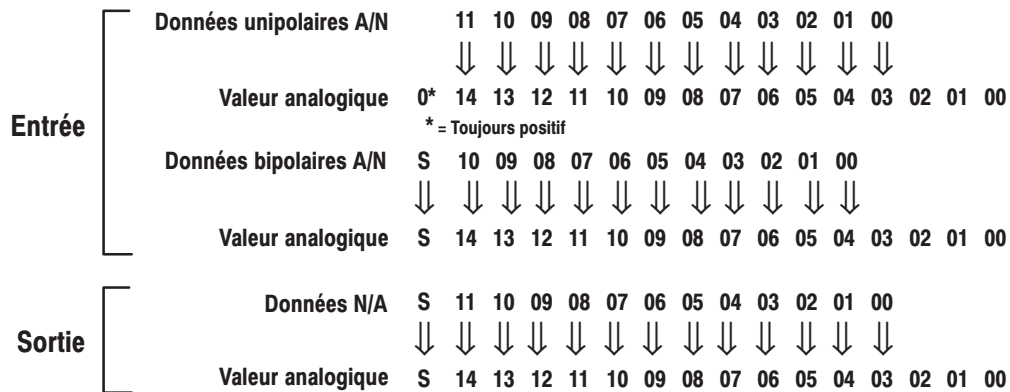 Données unipolaires A/N 11 10 09 08 07 06 05 04 03 02 01 00
Valeur analogique 0* 14 13 12 11 10 09 08 07 06 05 04 03 02 01 00
* = Toujours positif
Entrée
Données bipolaires A/N S 10 09 08 07 06 05 04 03 02 01 00
Valeur analogique S 14 13 12 11 10 09 08 07 06 05 04 03 02 01 00
Données N/A S 11 10 09 08 07 06 05 04 03 02 01 00
Sortie
Valeur analogique S 14 13 12 11 10 09 08 07 06 05 04 03 02 01 00